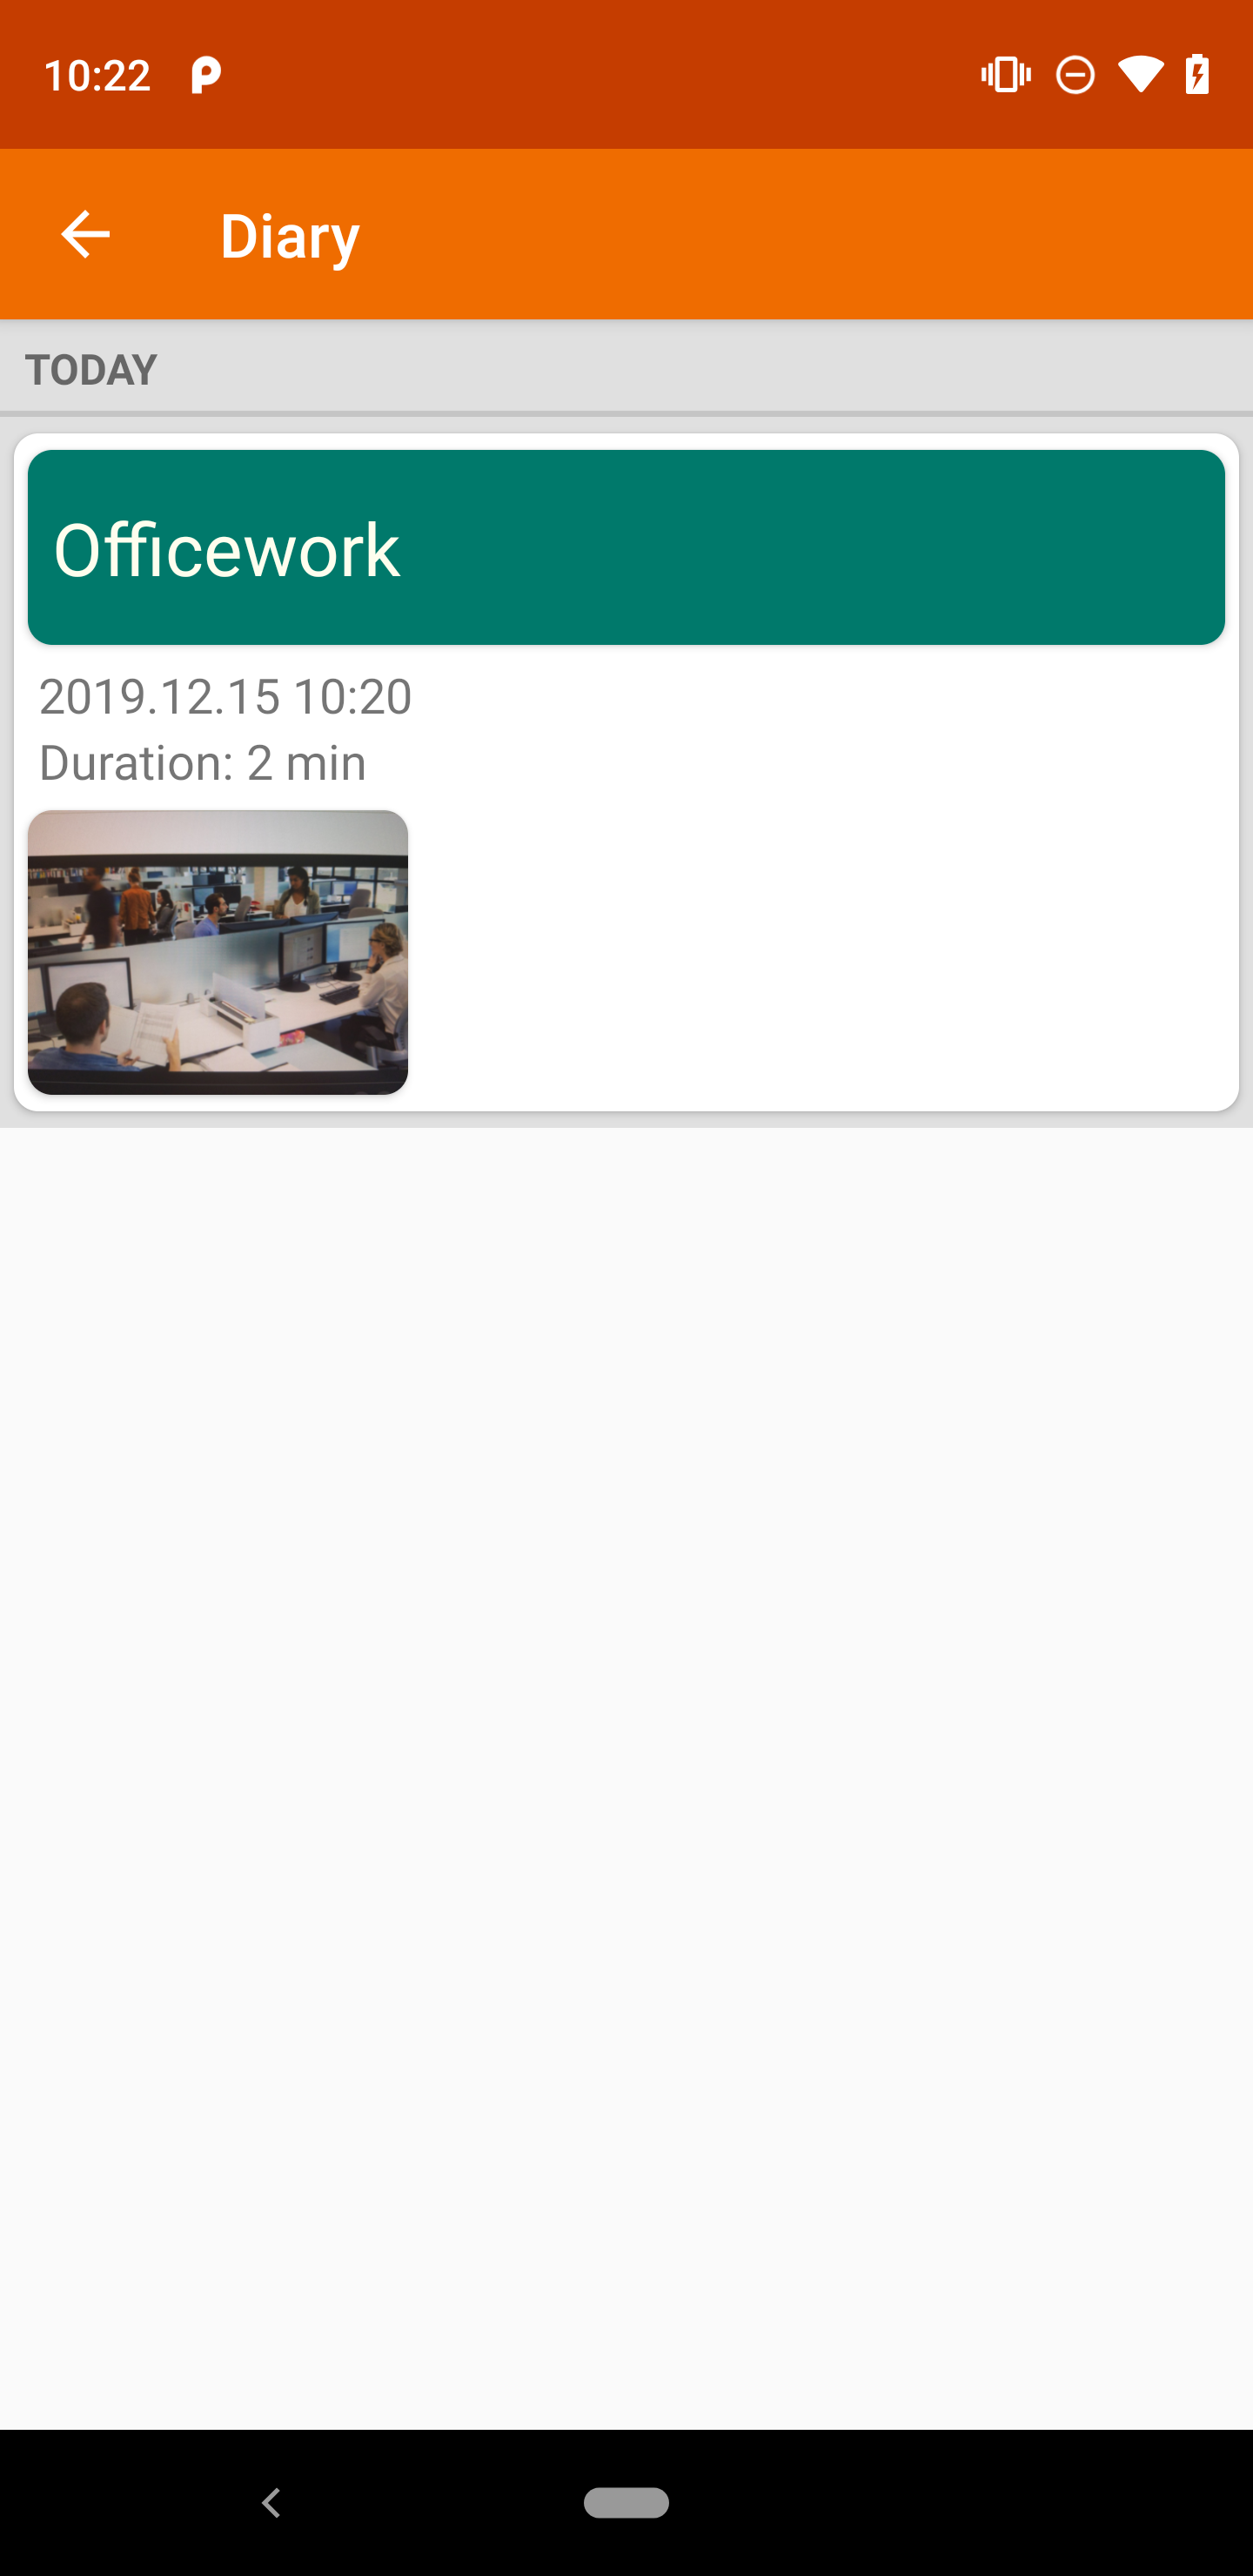 10:22
Diary
TODAY
Officework
2019.12.15 10:20
Duration: 2 min